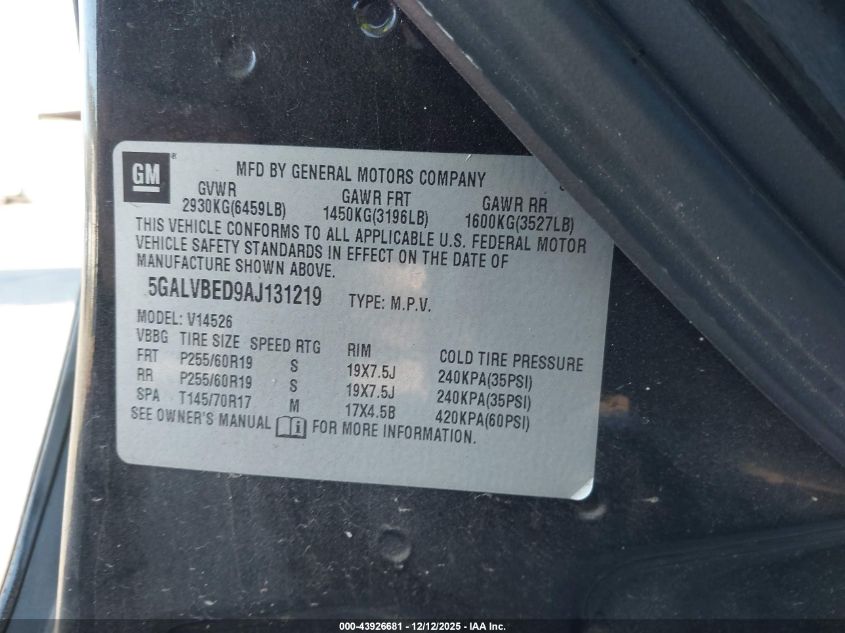 GM
®
MFD BY GENERAL MOTORS COMPANY
GVWR GAWR FRT GAWR RR
2930KG(6459LB) 1450KG(3196LB) 1600KG(3527LB)
THIS VEHICLE CONFORMS TO ALL APPLICABLE U.S. FEDERAL MOTOR
VEHICLE SAFETY STANDARDS IN EFFECT ON THE DATE OF
MANUFACTURE SHOWN ABOVE.
5GALVBED9AJ131219 TYPE: M.P.V.
MODEL: V14526
VBBG TIRE SIZE SPEED RTG RIM COLD TIRE PRESSURE
FRT P255/60R19 S 19X7.5J 240KPA(35PSI)
RR P255/60R19 S 19X7.5J 240KPA(35PSI)
SPA T145/70R17 M 17X4.5B 420KPA(60PSI)
SEE OWNER'S MANUAL i FOR MORE INFORMATION.
000-43926681 - 12/12/2025 - IAA Inc.